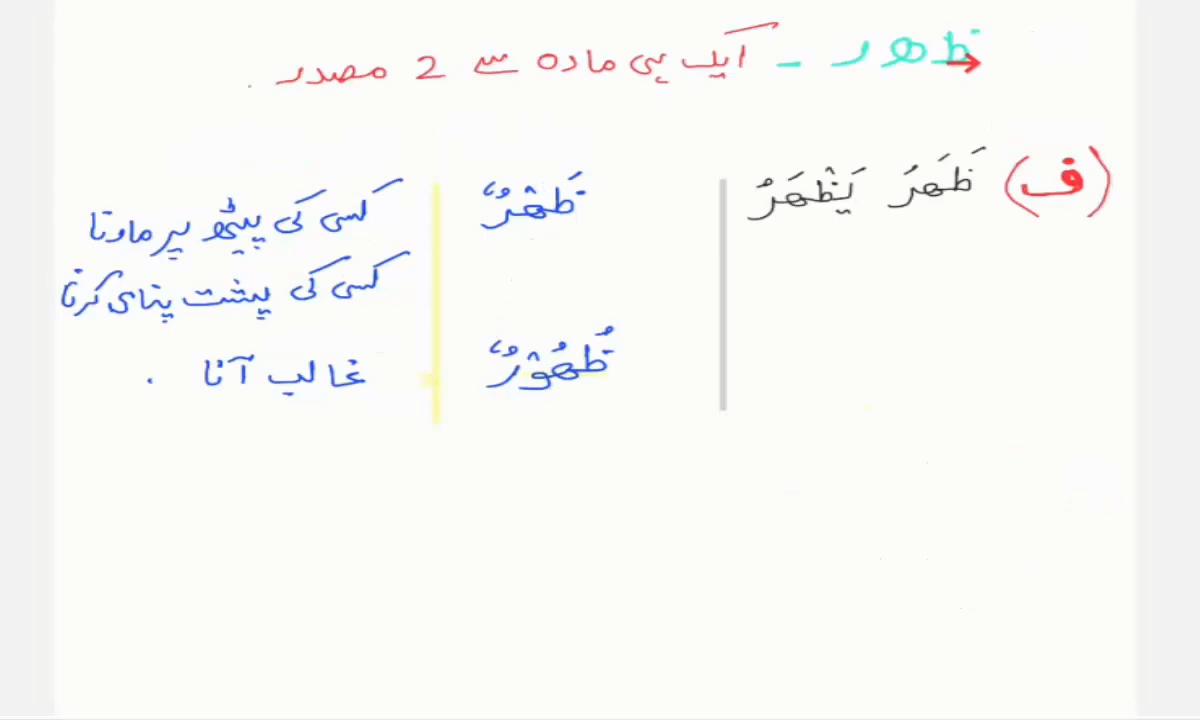 ظھر - ایک ہی مادہ سے 2 مصدر
(ف) ظَهَرَ يَظْهَرُ
ظَهْرٌ کسی کی پیٹھ پر مارنا
کسی کی پشت پناہی کرنا
ظُهُوْرٌ غالب آنا